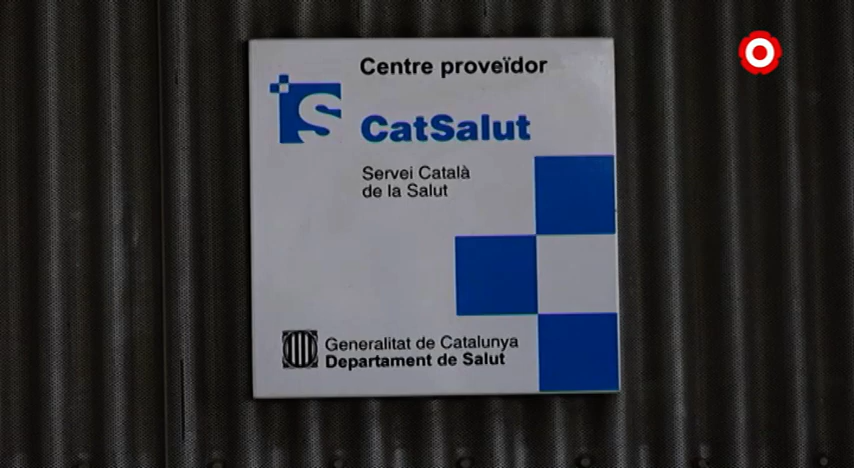 Centre proveïdor
CatSalut
Servei Català
de la Salut
Generalitat de Catalunya
Departament de Salut